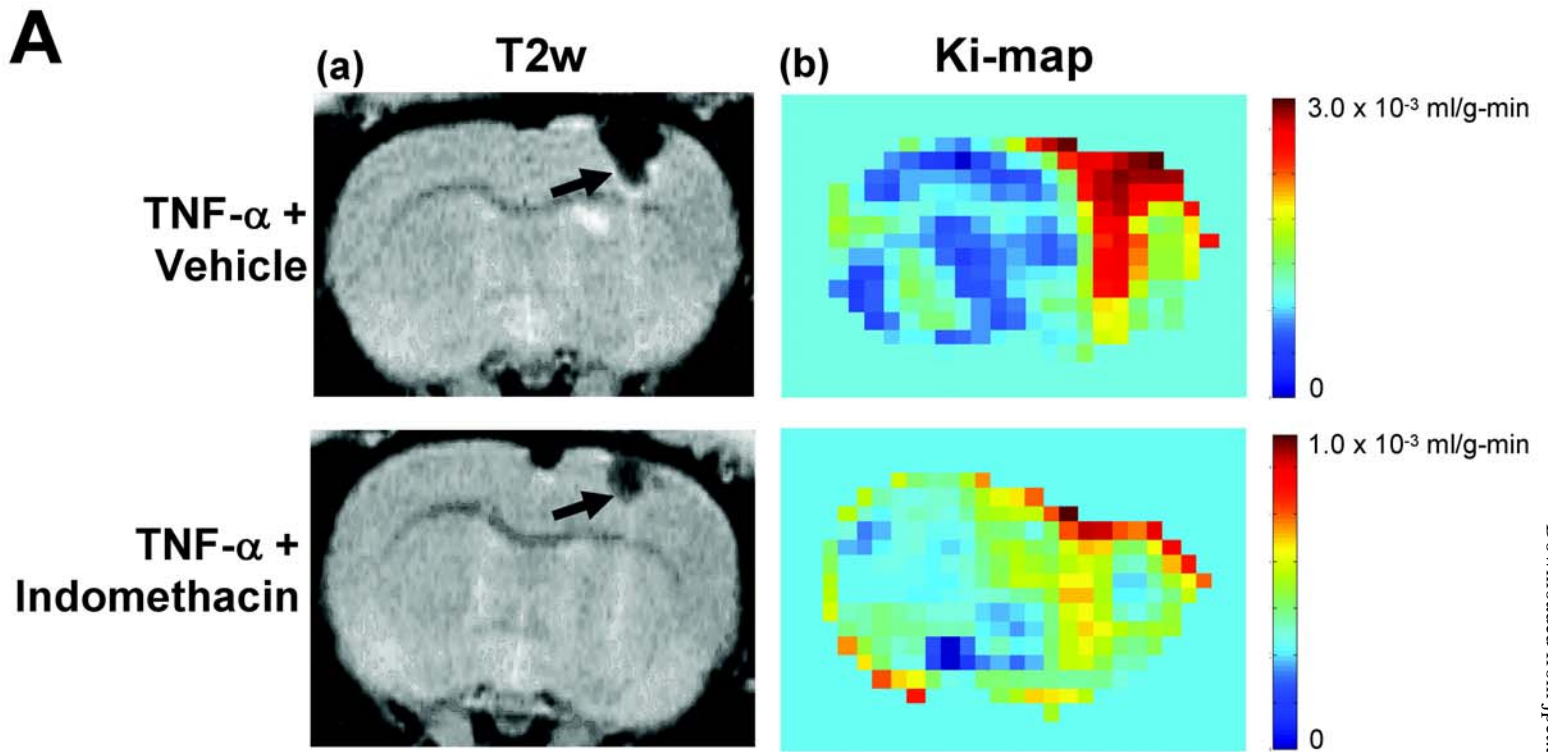 A
(a) T2w
(b) Ki-map
TNF-α +
Vehicle
3.0 x 10⁻³ ml/g-min
0
TNF-α +
Indomethacin
1.0 x 10⁻³ ml/g-min
0